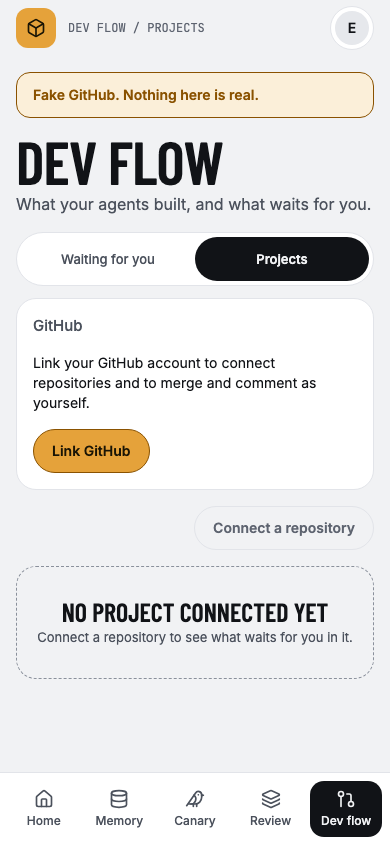 DEV FLOW / PROJECTS
E
Fake GitHub. Nothing here is real.
DEV FLOW
What your agents built, and what waits for you.
Waiting for you
Projects
GitHub
Link your GitHub account to connect
repositories and to merge and comment as
yourself.
Link GitHub
Connect a repository
NO PROJECT CONNECTED YET
Connect a repository to see what waits for you in it.
Home
Memory
Canary
Review
Dev flow